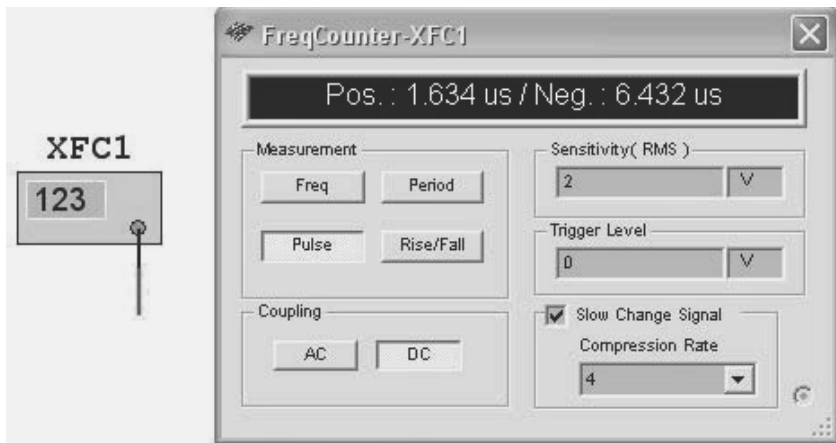 FreqCounter-XFC1
Pos. : 1.634 us / Neg. : 6.432 us
XFC1
123
Measurement
Freq
Period
Pulse
Rise/Fall
Coupling
AC
DC
Sensitivity( RMS )
2
V
Trigger Level
0
V
Slow Change Signal
Compression Rate
4